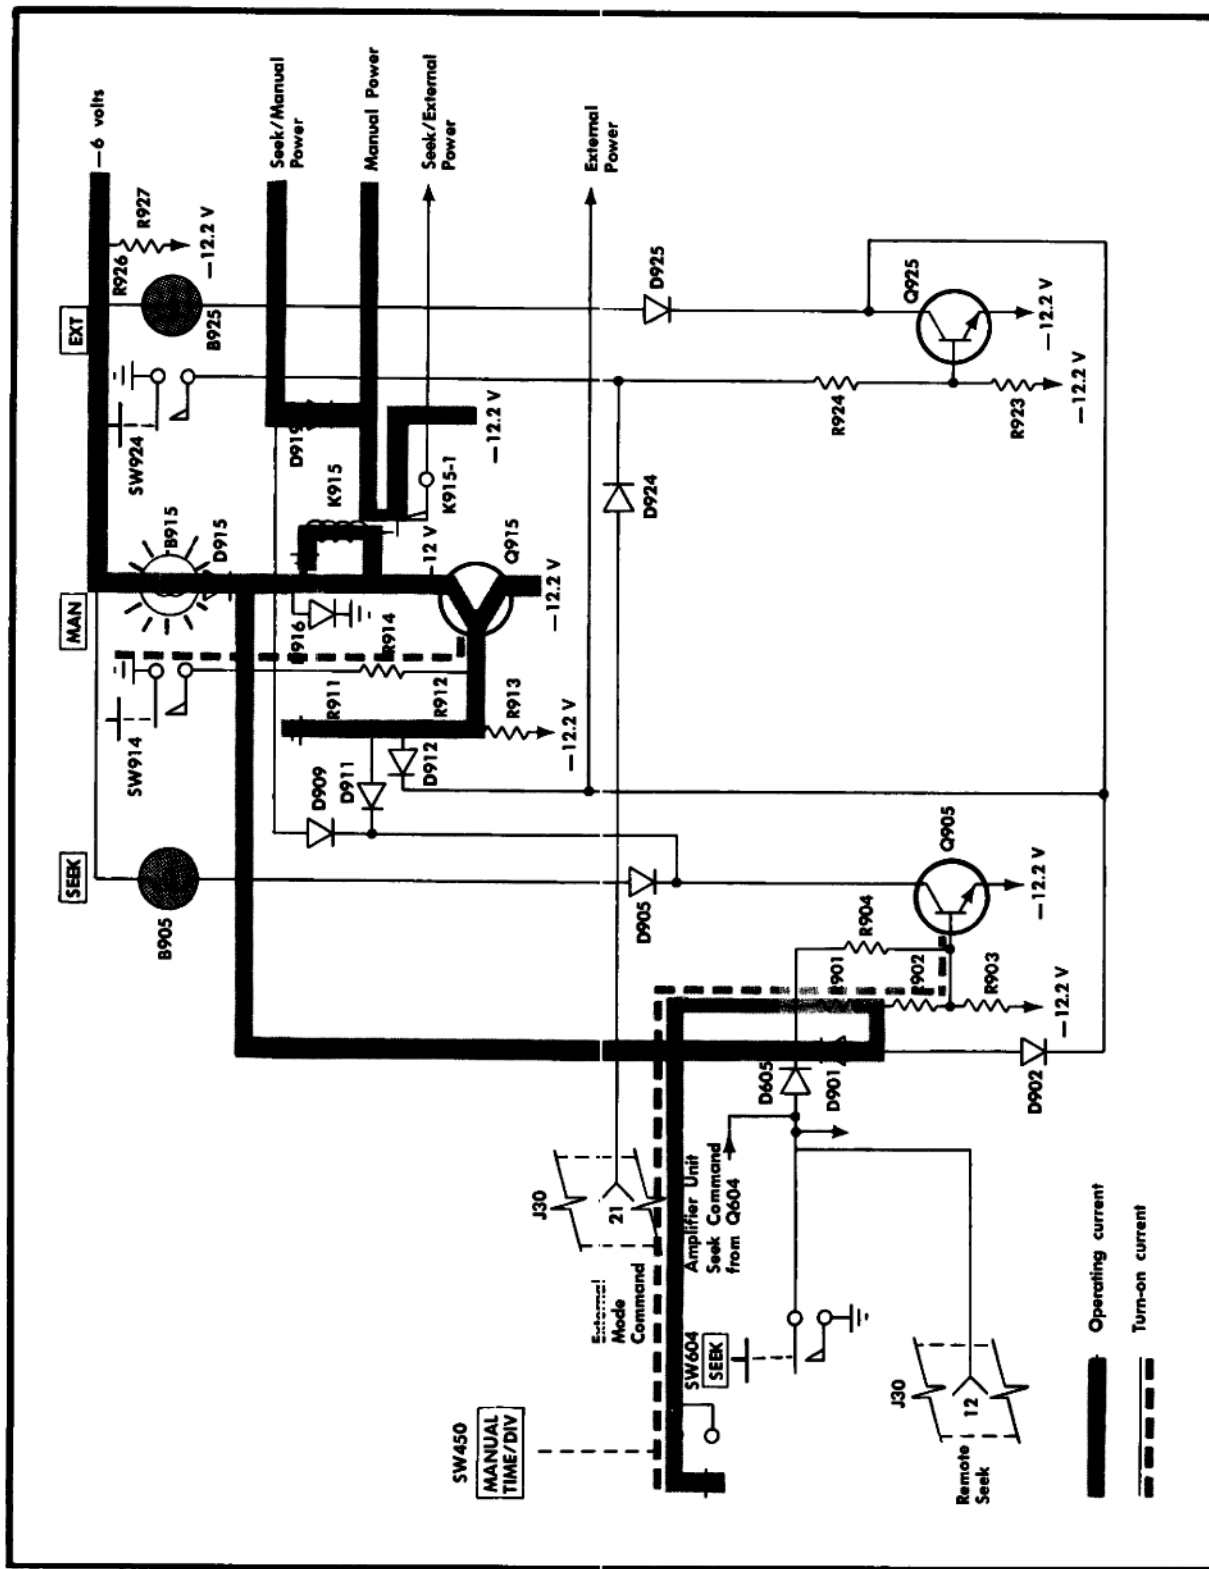 —6 volts
R927
—12.2 V
R926
EXT
B925
Seek/Manual
Power
Manual Power
Seek/External
Power
External
Power
SW924
D919
K915
—12.2 V
K915-1
D925
Q925
—12.2 V
R924
R923
—12.2 V
D924
B915
D915
—12 V
Q915
—12.2 V
MAN
R914
SW914
R911
R912
R913
—12.2 V
D912
D911
D909
SEEK
B905
D905
Q905
—12.2 V
R904
R901
R902
R903
—12.2 V
D605
D901
D902
J30
21
External
Mode
Command
Amplifier Unit
Seek Command
from Q604
SW604
SEEK
SW450
MANUAL
TIME/DIV
J30
12
Remote
Seek
Operating current
Turn-on current